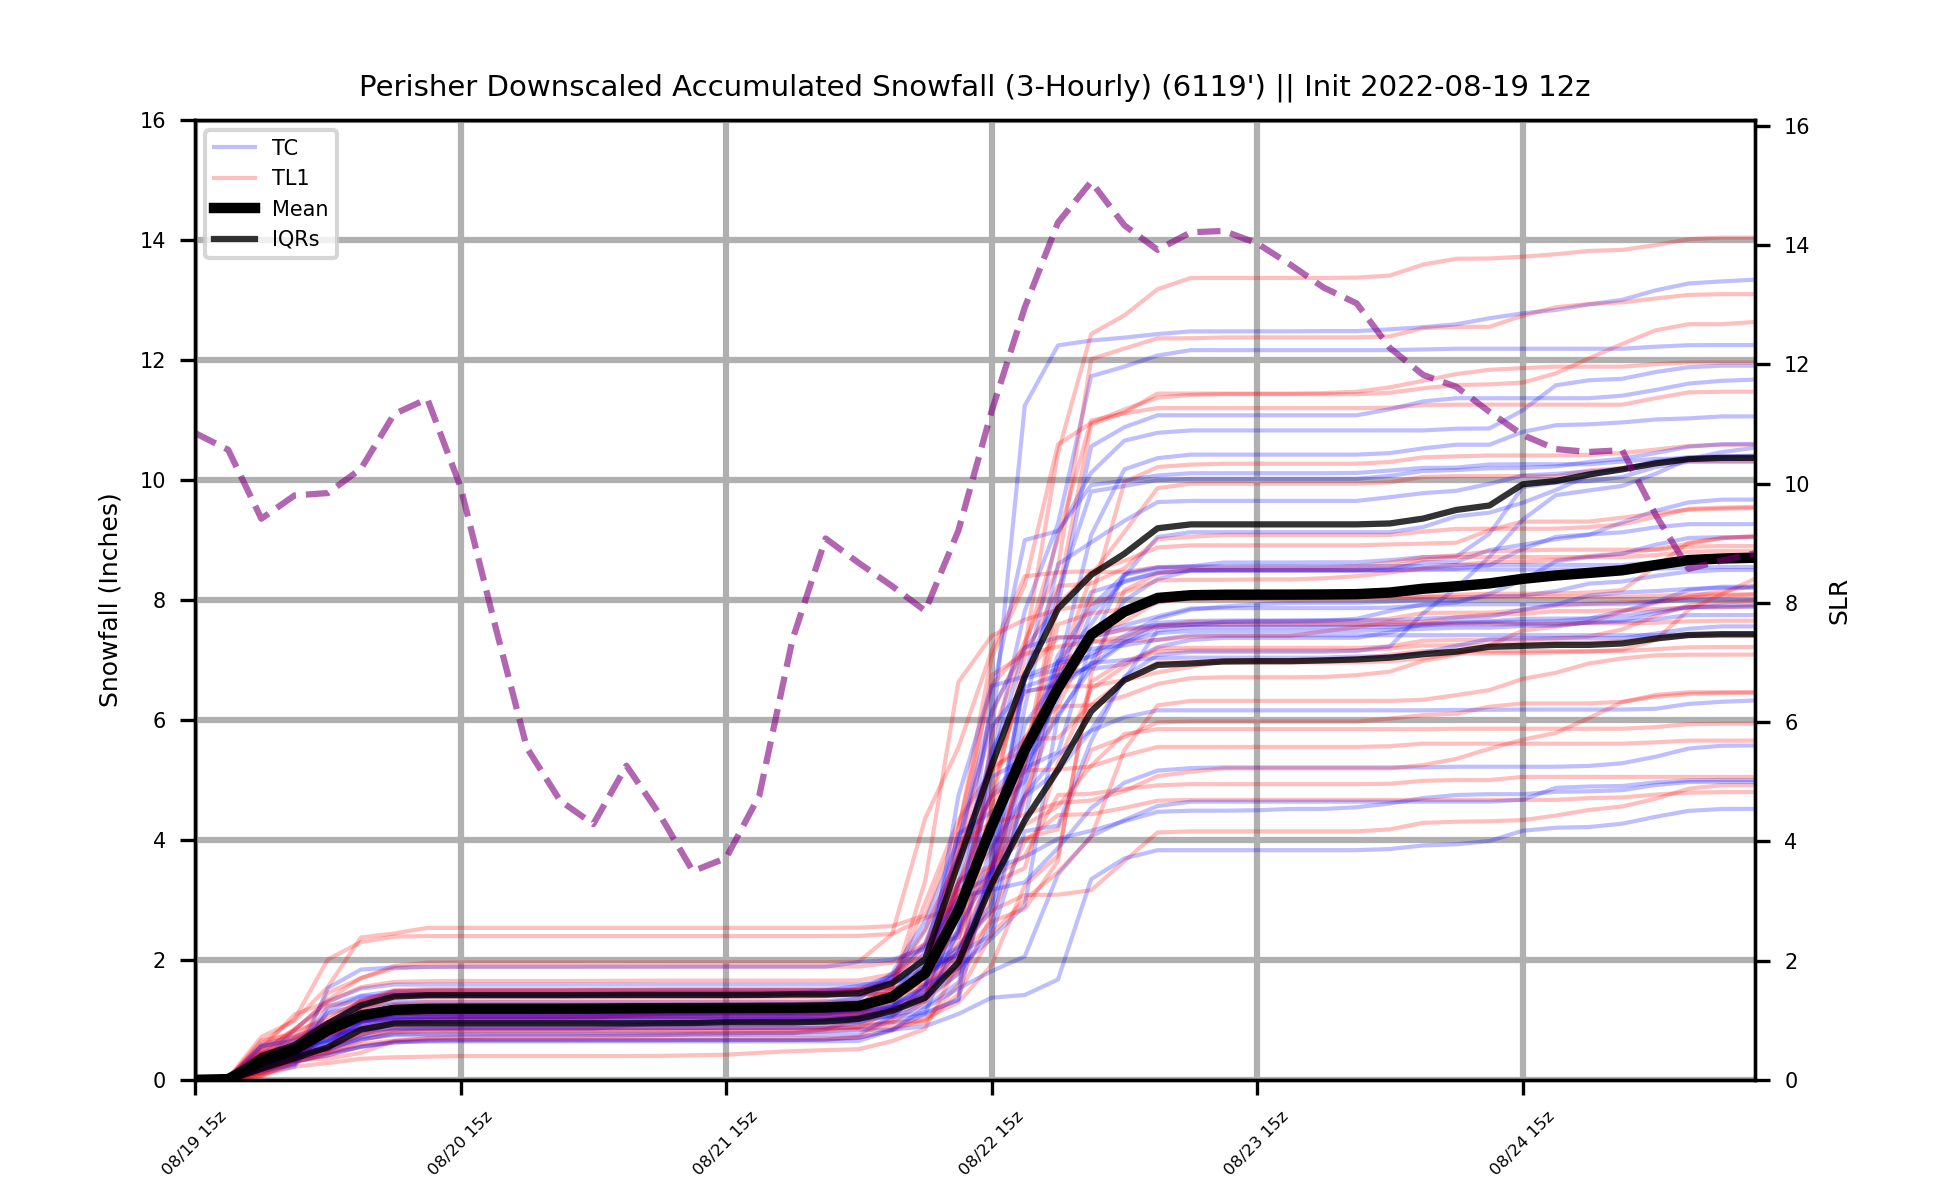 Perisher Downscaled Accumulated Snowfall (3-Hourly) (6119') || Init 2022-08-19 12z
TC
TL1
Mean
IQRs
16
14
12
10
8
6
4
2
0
Snowfall (Inches)
16
14
12
10
8
6
4
2
0
SLR
08/19 15z
08/20 15z
08/21 15z
08/22 15z
08/23 15z
08/24 15z